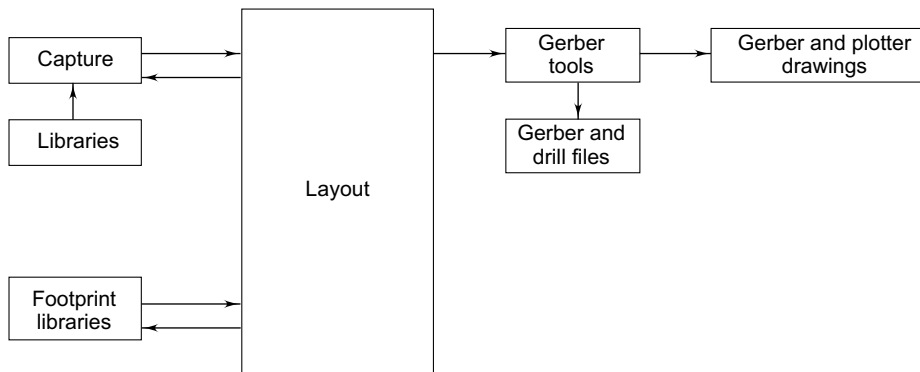 Capture
Libraries
Footprint
libraries
Layout
Gerber
tools
Gerber and
drill files
Gerber and plotter
drawings